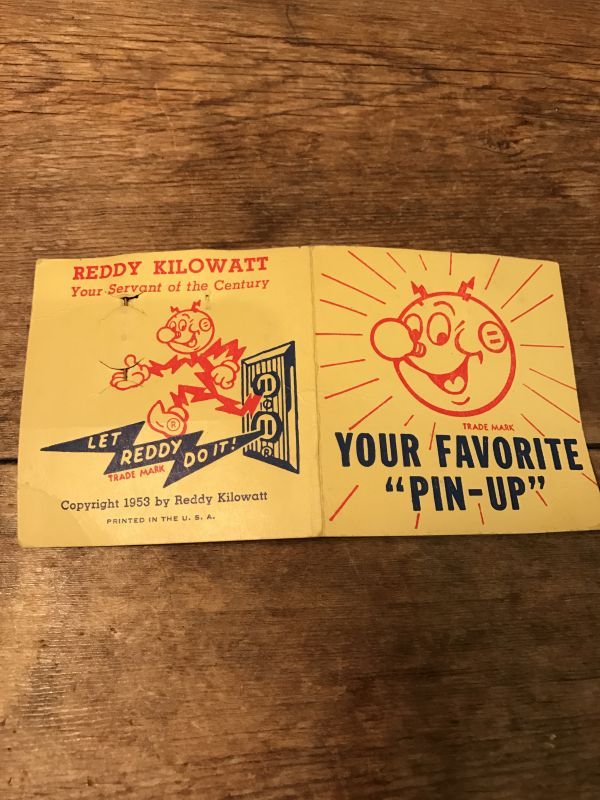 REDDY KILOWATT
Your Servant of the Century
®
LET
REDDY
DO IT!
TRADE MARK
Copyright 1953 by Reddy Kilowatt
PRINTED IN THE U. S. A.
TRADE MARK
YOUR FAVORITE
"PIN-UP"